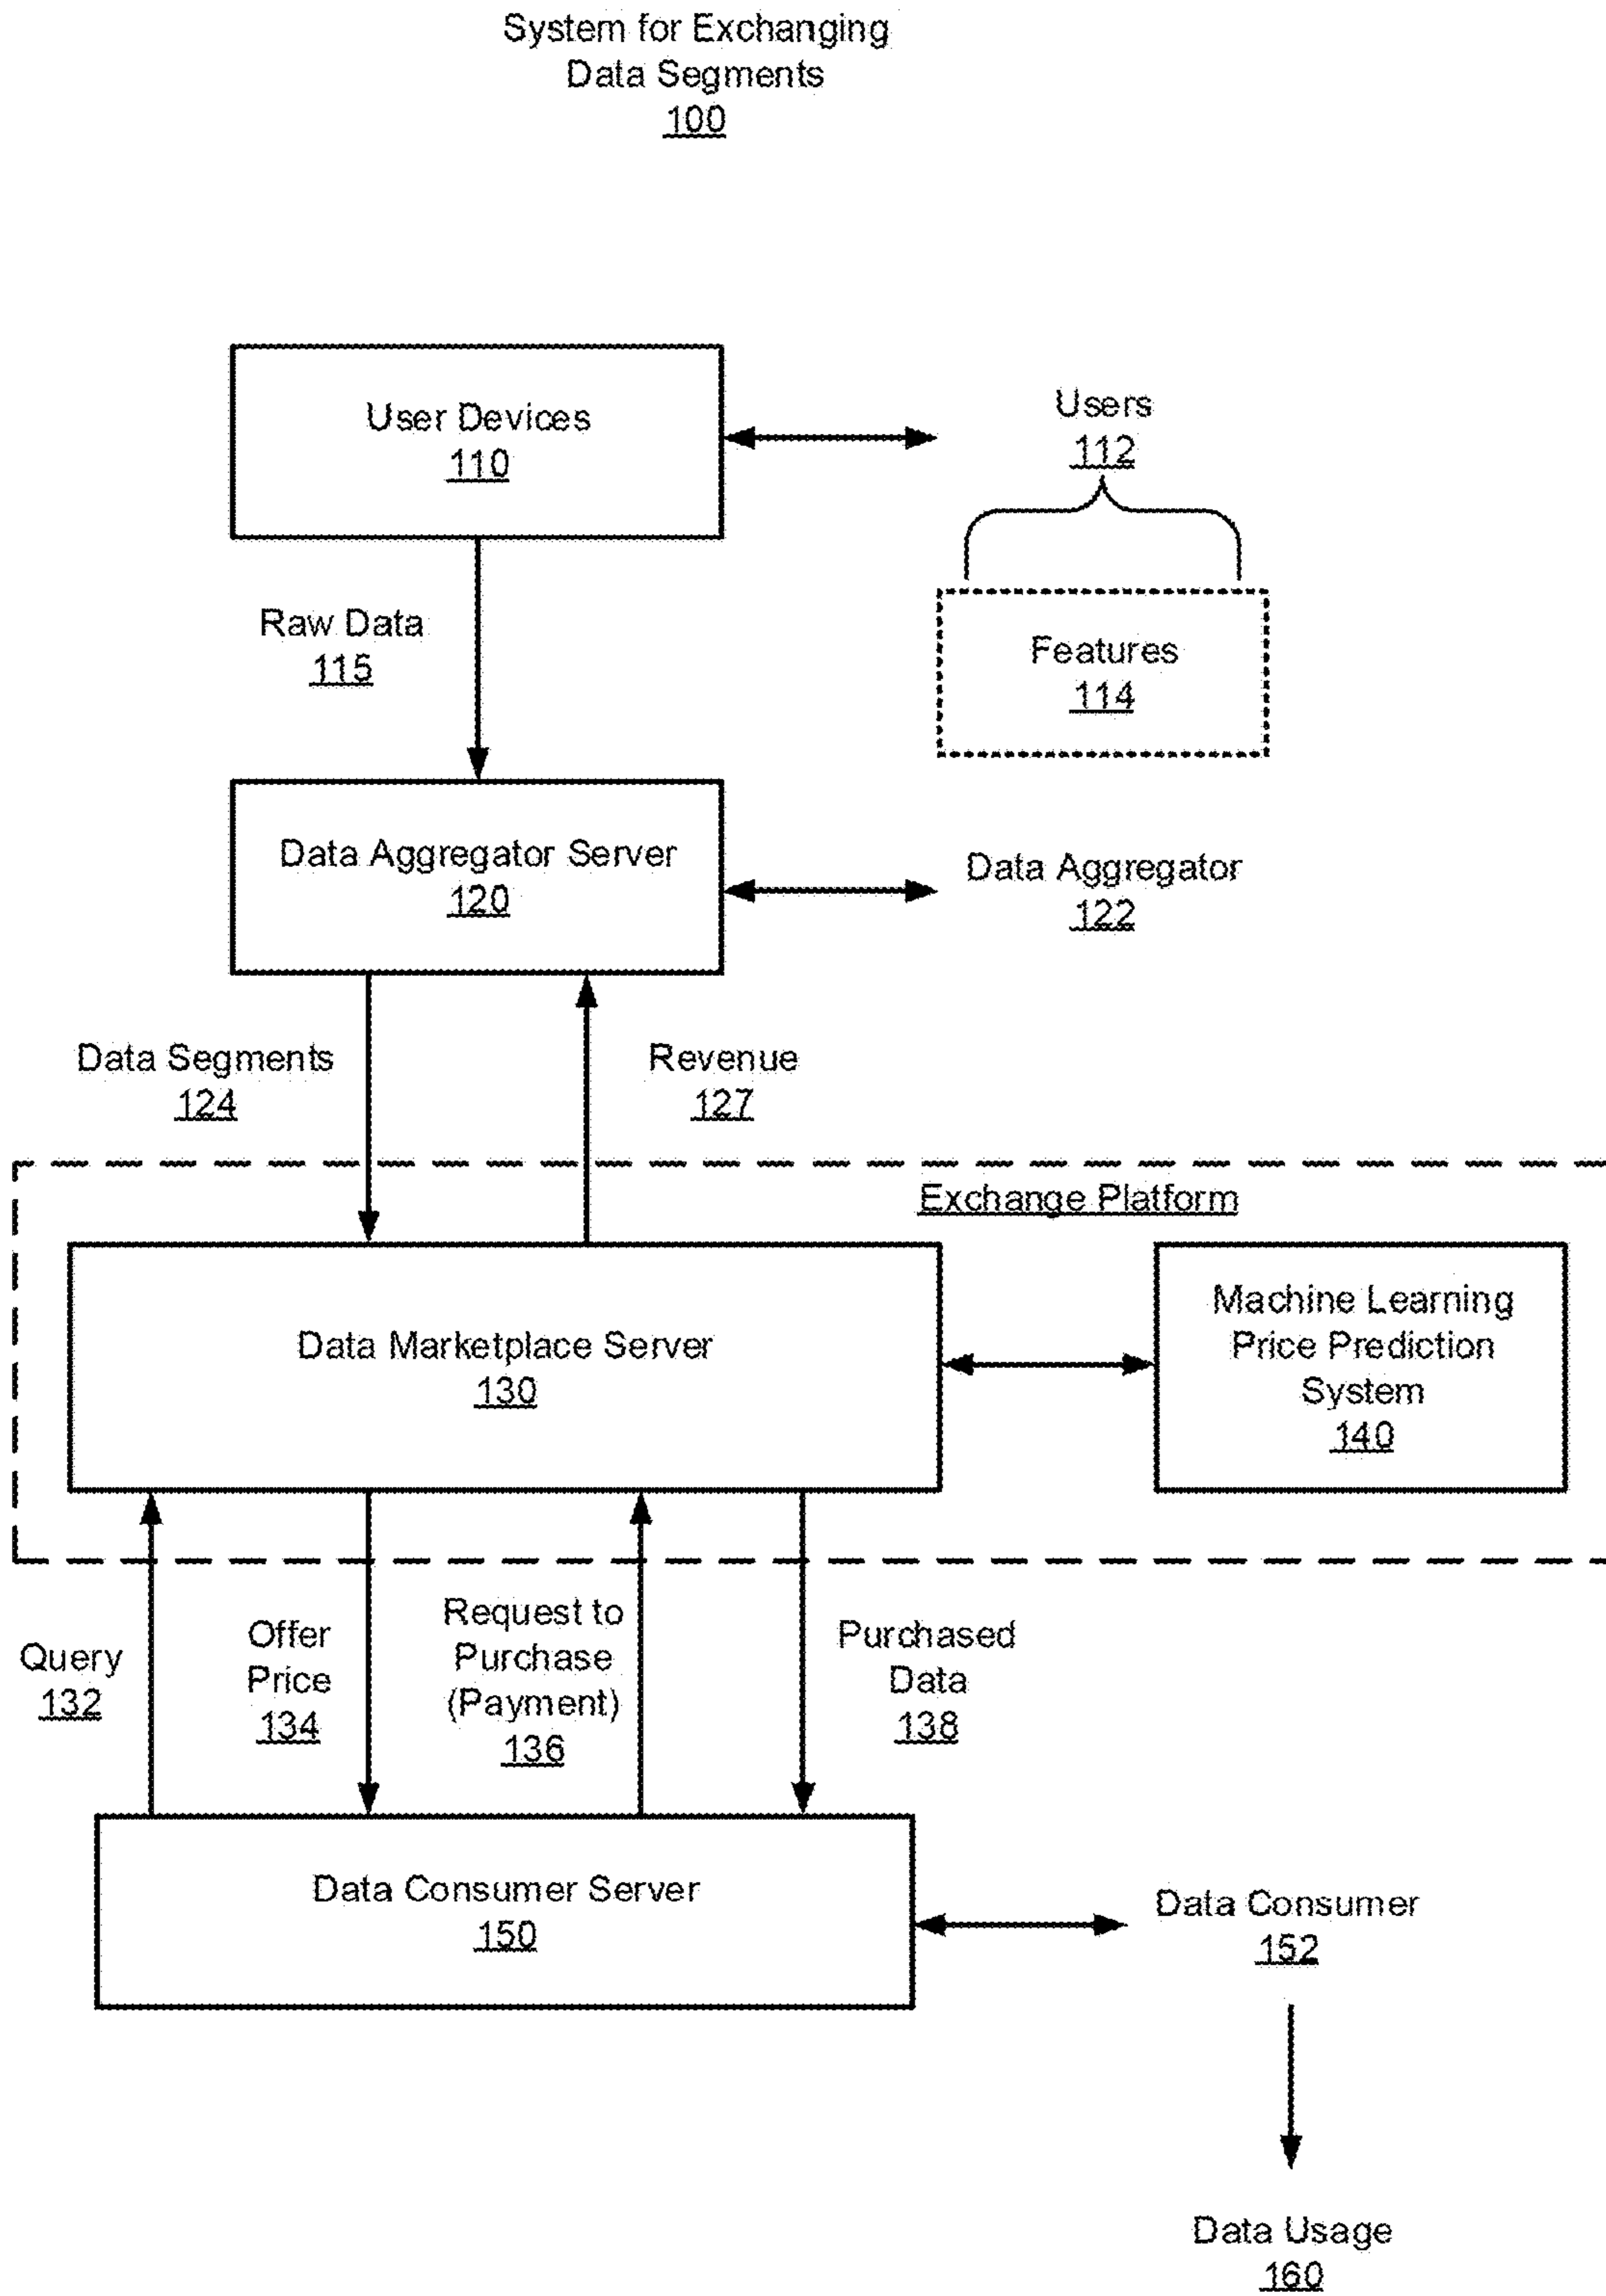 System for Exchanging
Data Segments
100
User Devices
110
Users
112
Raw Data
115
Features
114
Data Aggregator Server
120
Data Aggregator
122
Data Segments
124
Revenue
127
Exchange Platform
Data Marketplace Server
130
Machine Learning
Price Prediction
System
140
Query
132
Offer
Price
134
Request to
Purchase
(Payment)
136
Purchased
Data
138
Data Consumer Server
150
Data Consumer
152
Data Usage
160